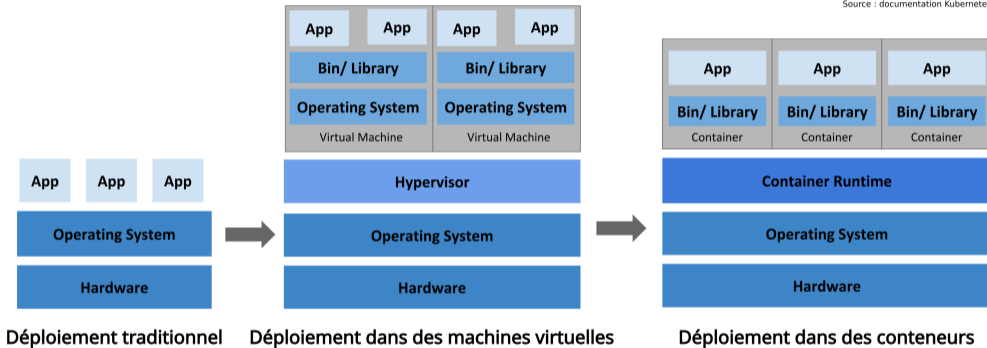 Source : documentation Kubernete
App App App
Operating System
Hardware
Déploiement traditionnel
App App App App
Bin/ Library Bin/ Library
Operating System Operating System
Virtual Machine Virtual Machine
Hypervisor
Operating System
Hardware
Déploiement dans des machines virtuelles
App App App
Bin/ Library Bin/ Library Bin/ Library
Container Container Container
Container Runtime
Operating System
Hardware
Déploiement dans des conteneurs